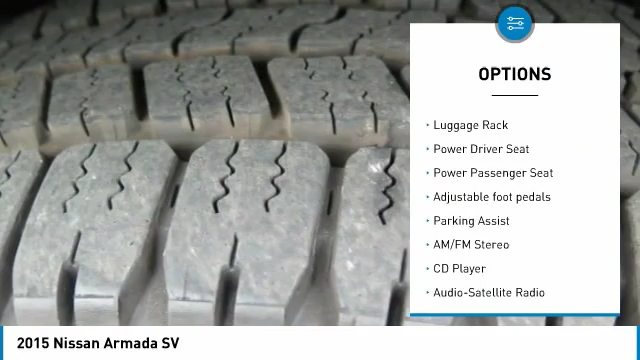 OPTIONS
Luggage Rack
Power Driver Seat
Power Passenger Seat
Adjustable foot pedals
Parking Assist
AM/FM Stereo
CD Player
Audio-Satellite Radio
2015 Nissan Armada SV